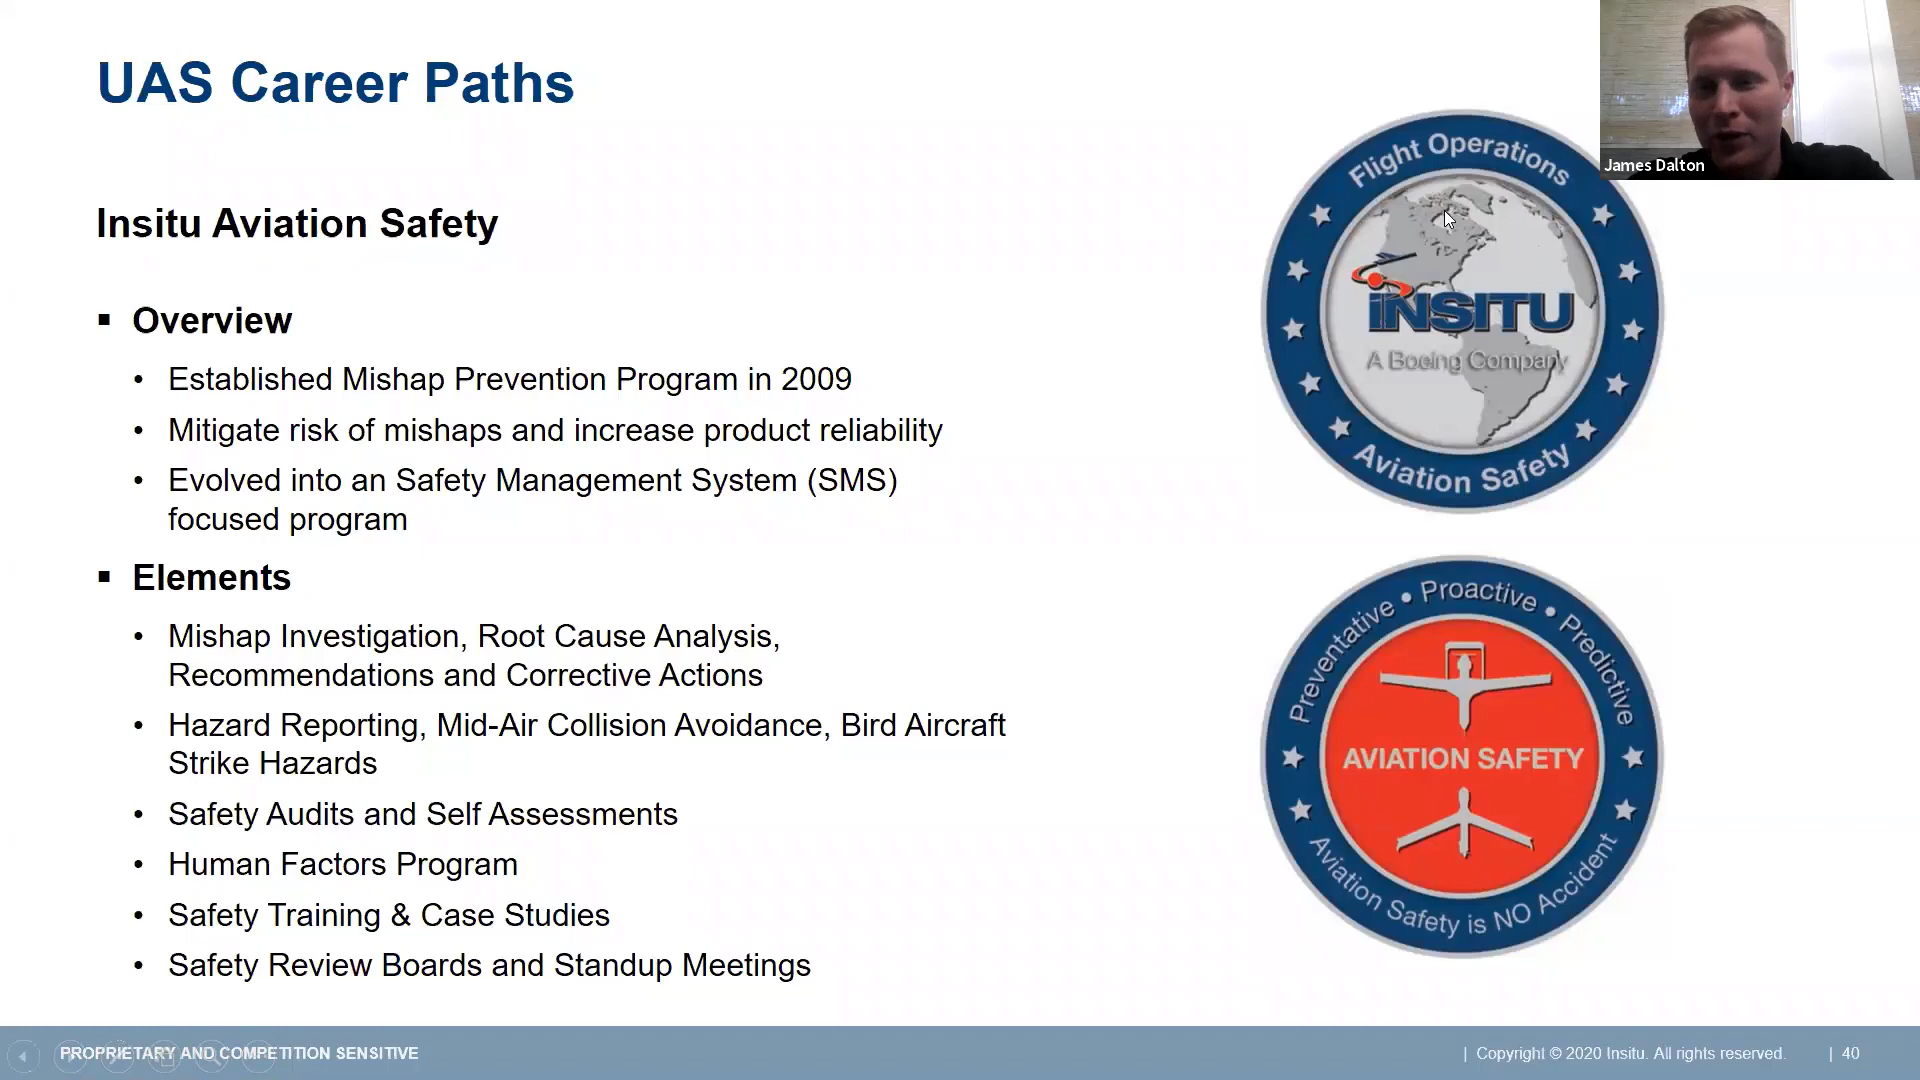 UAS Career Paths
James Dalton
Insitu Aviation Safety
▪ Overview
• Established Mishap Prevention Program in 2009
• Mitigate risk of mishaps and increase product reliability
• Evolved into an Safety Management System (SMS)
focused program
▪ Elements
• Mishap Investigation, Root Cause Analysis,
Recommendations and Corrective Actions
• Hazard Reporting, Mid-Air Collision Avoidance, Bird Aircraft
Strike Hazards
• Safety Audits and Self Assessments
• Human Factors Program
• Safety Training & Case Studies
• Safety Review Boards and Standup Meetings
Flight Operations
INSITU
A Boeing Company
Aviation Safety
Preventative • Proactive • Predictive
AVIATION SAFETY
Aviation Safety is NO Accident
PROPRIETARY AND COMPETITION SENSITIVE
| Copyright © 2020 Insitu. All rights reserved. | 40